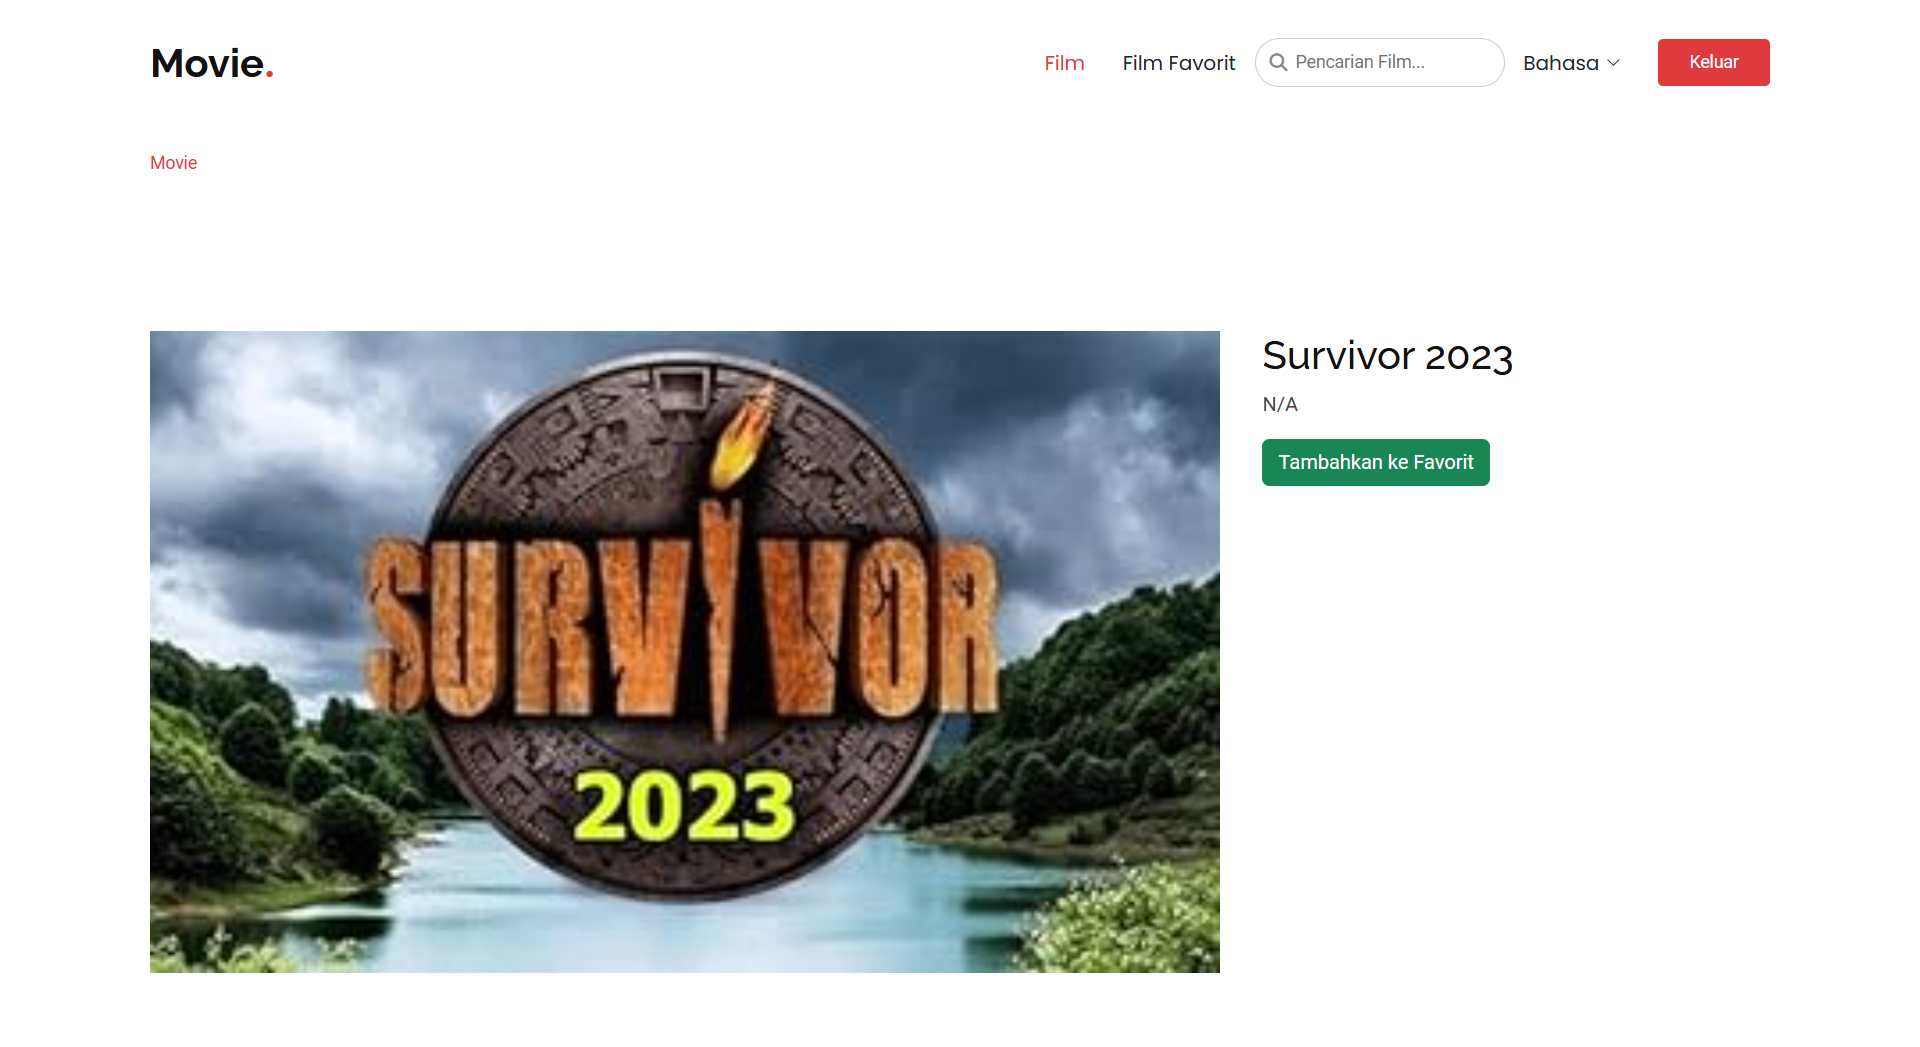 Movie.
Film
Film Favorit
Pencarian Film...
Bahasa
Keluar
Movie
SURVIVOR
2023
Survivor 2023
N/A
Tambahkan ke Favorit